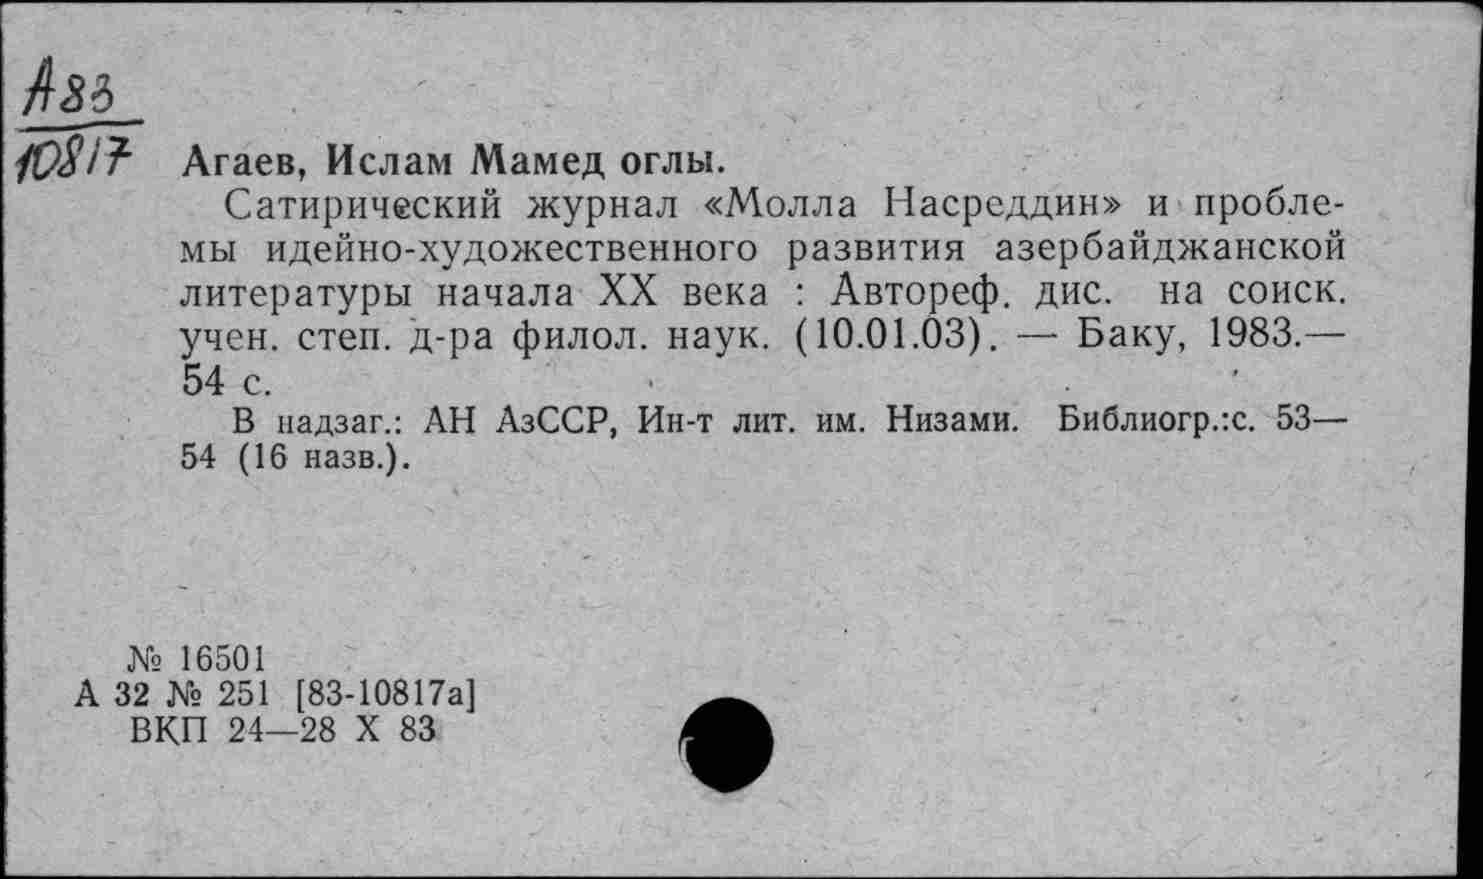 А83
10817
Агаев, Ислам Мамед оглы.
Сатирический журнал «Молла Насреддин» и пробле-
мы идейно-художественного развития азербайджанской
литературы начала XX века : Автореф. дис. на соиск.
учен. степ. д-ра филол. наук. (10.01.03). — Баку, 1983.—
54 с.
В надзаг.: АН АзССР, Ин-т лит. им. Низами. Библиогр.:с. 53—
54 (16 назв.).
№ 16501
А 32 № 251 [83-10817а]
ВКП 24—28 X 83